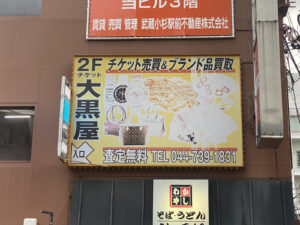 当ビル3階
賃貸 売買 管理 武蔵小杉駅前不動産株式会社
2F チケット売買&ブランド品買取
チケット
大黒屋
入口
査定無料 TEL 044-739-1831
そば・うどん